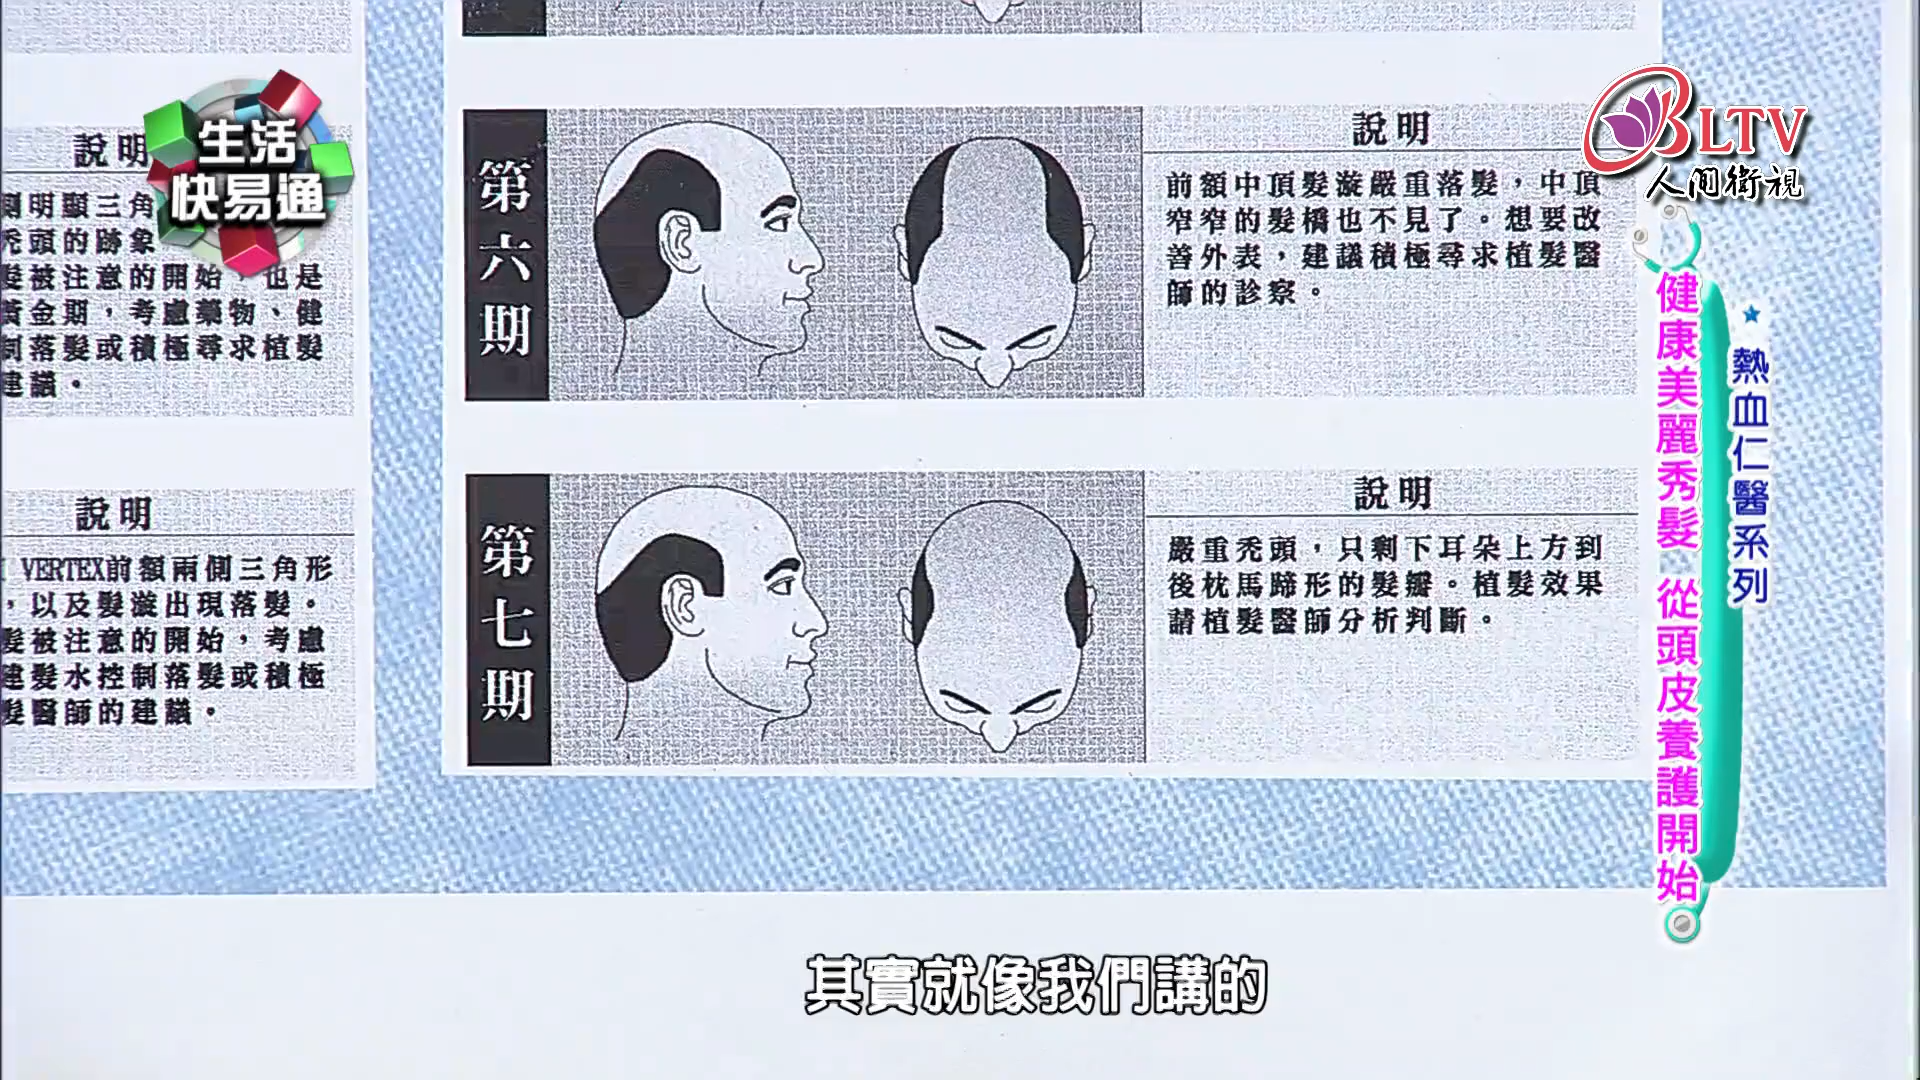 生活
快易通
BLTV
人間衛視
說明
側明顯三角
禿頭的跡象
髮被注意的開始，也是
黃金期，考慮藥物、健
制落髮或積極尋求植髮
建議。
說明
VERTEX前額兩側三角形
，以及髮漩出現落髮。
髮被注意的開始，考慮
建髮水控制落髮或積極
髮醫師的建議。
第六期
說明
前額中頂髮漩嚴重落髮，中頂
窄窄的髮橋也不見了。想要改
善外表，建議積極尋求植髮醫
師的診察。
第七期
說明
嚴重禿頭，只剩下耳朵上方到
後枕馬蹄形的髮瓣。植髮效果
請植髮醫師分析判斷。
熱血仁醫系列
健康美麗秀髮 從頭皮養護開始
其實就像我們講的